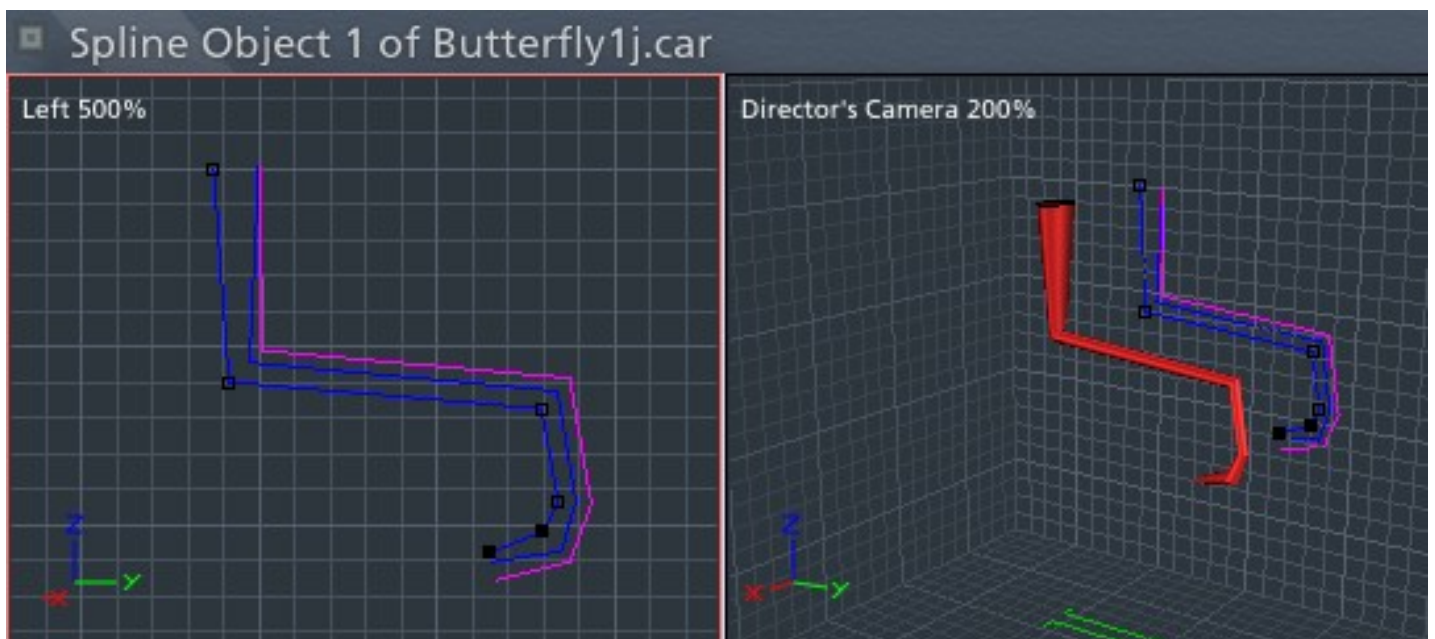 Spline Object 1 of Butterfly1j.car
Left 500%
Director's Camera 200%
Z
Y
X
Z
X
Y